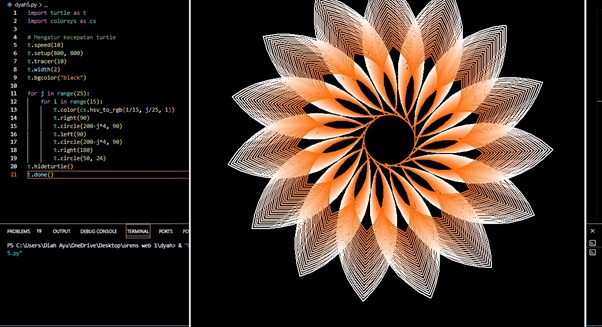 dyah5.py > ...
1 import turtle as t
2 import colorsys as cs
3
4 # Mengatur kecepatan turtle
5 t.speed(10)
6 t.setup(800, 800)
7 t.tracer(10)
8 t.width(2)
9 t.bgcolor("black")
10
11 for j in range(25):
12 for i in range(15):
13 t.color(cs.hsv_to_rgb(1/15, j/25, 1))
14 t.right(90)
15 t.circle(200-j*4, 90)
16 t.left(90)
17 t.circle(200-j*4, 90)
18 t.right(180)
19 t.circle(50, 24)
20 t.hideturtle()
21 t.done()
PROBLEMS 19 OUTPUT DEBUG CONSOLE TERMINAL PORTS PO
PS C:\Users\Diah Ayu\OneDrive\Desktop\orens web 1\dyah> & "
5.py"